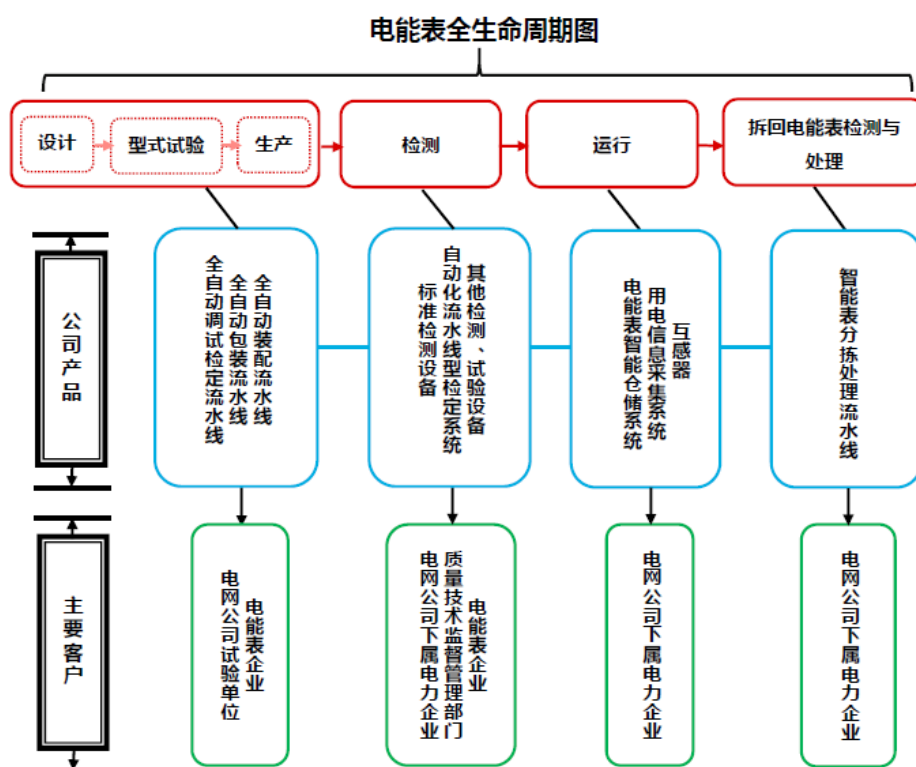 电能表全生命周期图
设计
型式试验
生产
检测
运行
拆回电能表检测与
处理
公司产品
全自动装配流水线
全自动包装流水线
全自动调试检定流水线
其他检测、试验设备
自动化流水线型检定系统
标准检测设备
互感器
用电信息采集系统
电能表智能仓储系统
智能表分拣处理流水线
主要客户
电能表企业
电网公司试验单位
电能表企业
质量技术监督管理部门
电网公司下属电力企业
电网公司下属电力企业
电网公司下属电力企业